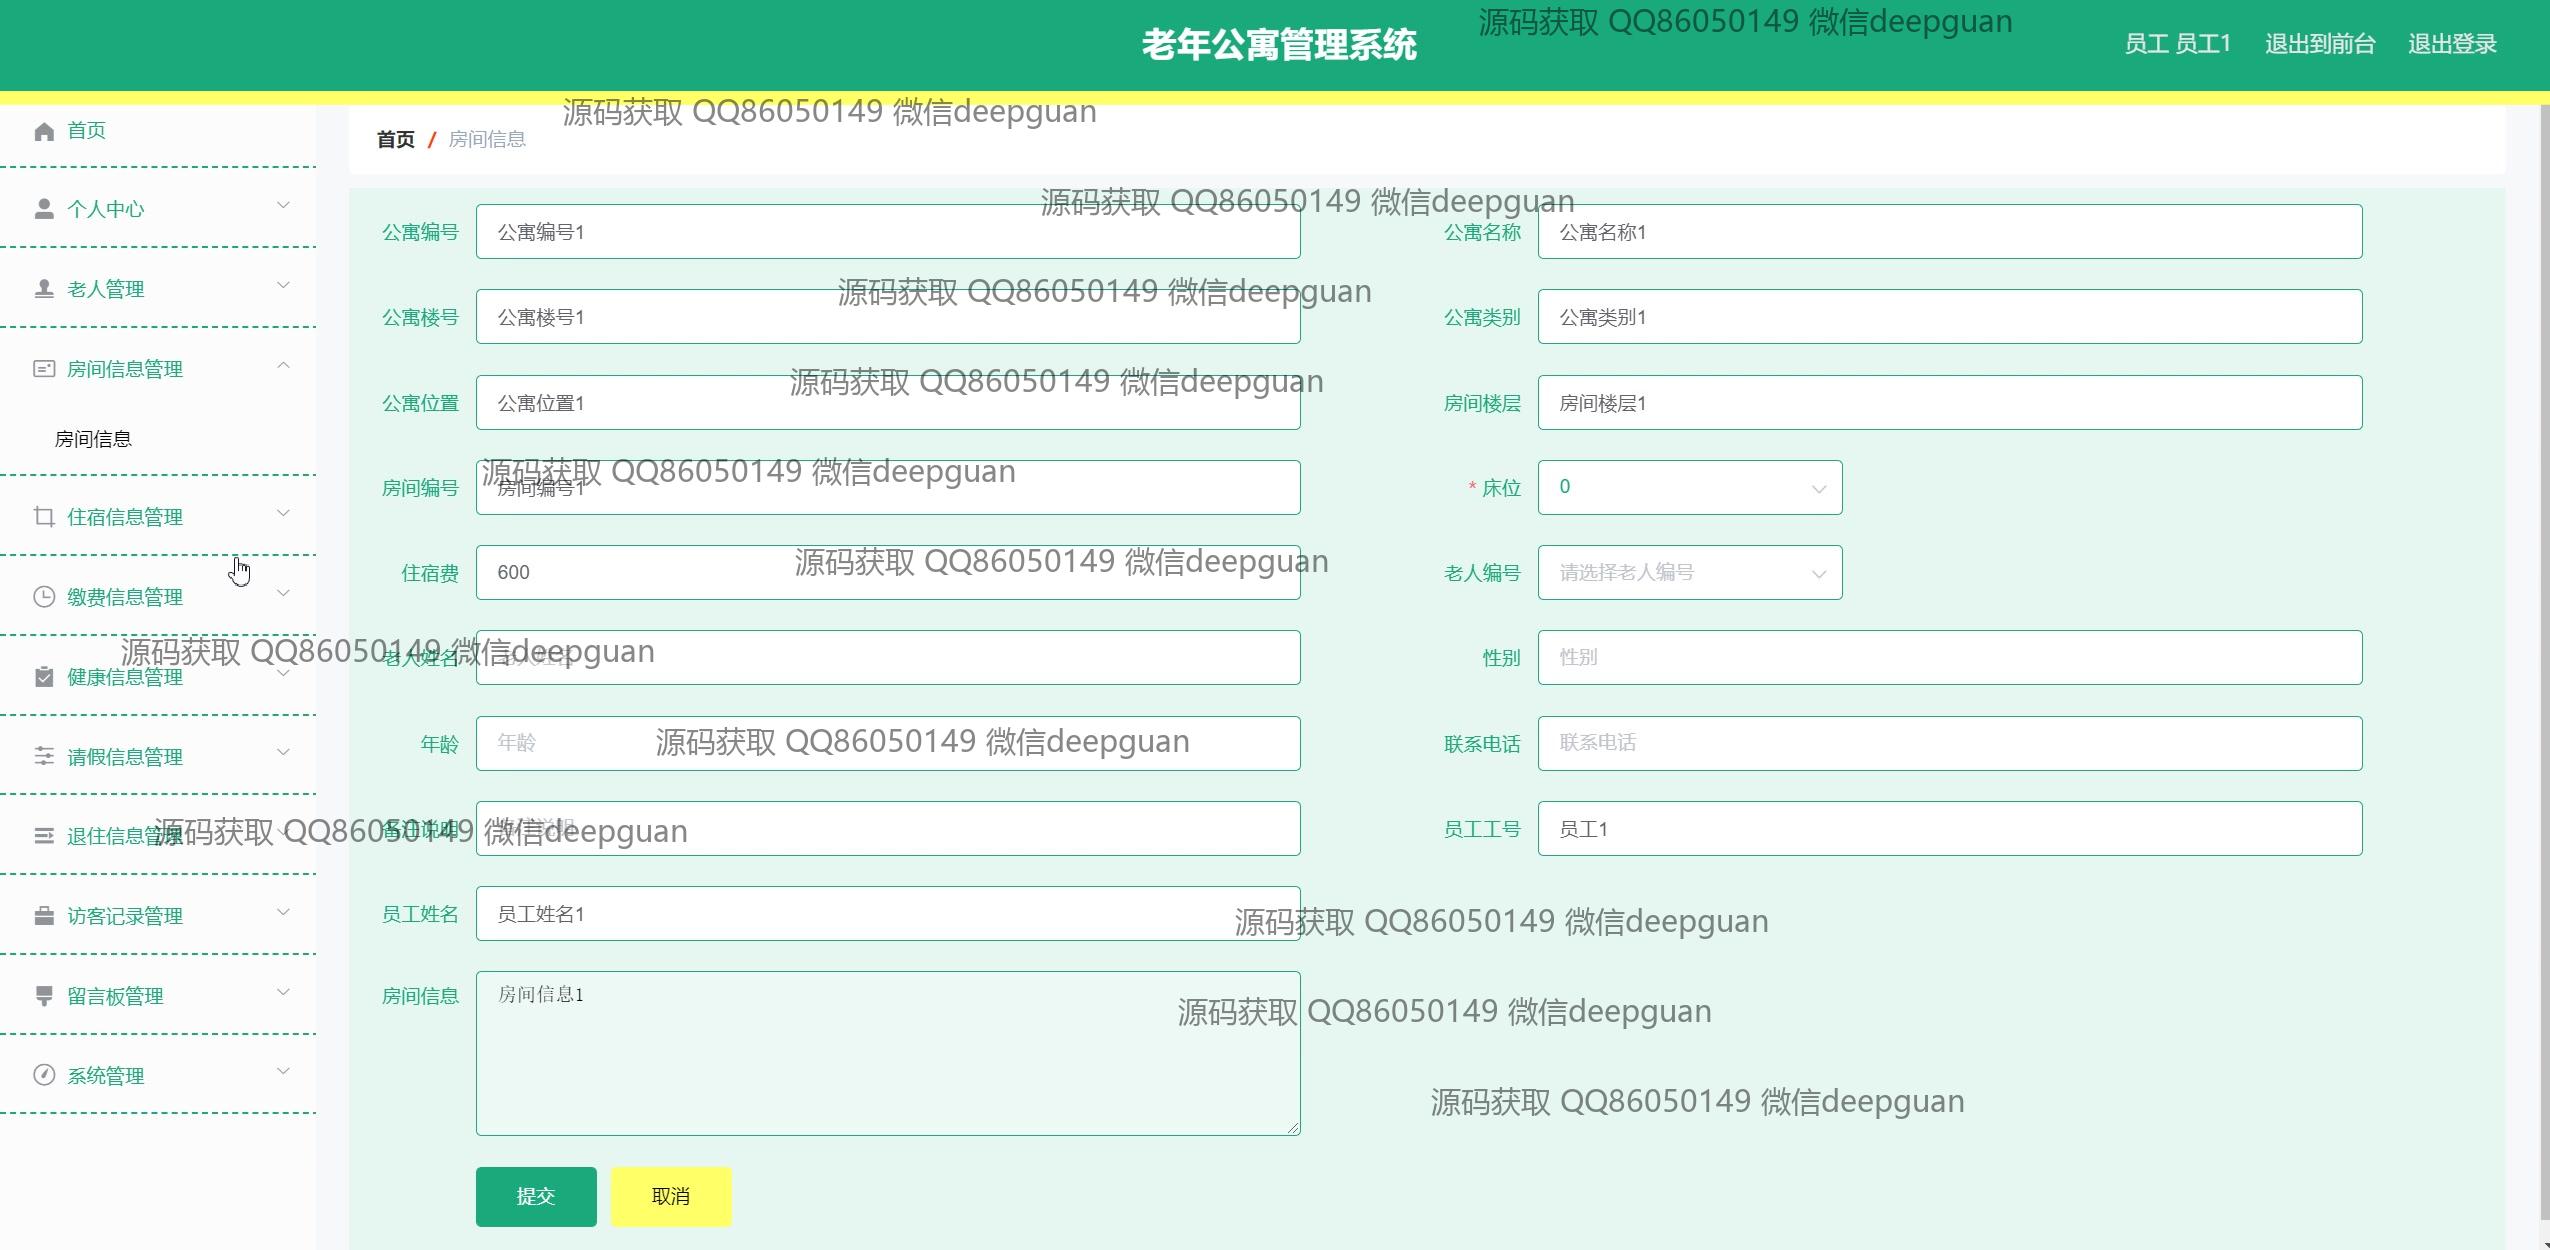 老年公寓管理系统
源码获取 QQ86050149 微信deepguan
员工 员工1 退出到前台 退出登录
源码获取 QQ86050149 微信deepguan
首页
首页 / 房间信息
源码获取 QQ86050149 微信deepguan
个人中心
公寓编号 公寓编号1 公寓名称 公寓名称1
源码获取 QQ86050149 微信deepguan
老人管理
公寓楼号 公寓楼号1 公寓类别 公寓类别1
房间信息管理
源码获取 QQ86050149 微信deepguan
公寓位置 公寓位置1 房间楼层 房间楼层1
房间信息
源码获取 QQ86050149 微信deepguan
房间编号 房间编号1 * 床位 0
住宿信息管理
源码获取 QQ86050149 微信deepguan
住宿费 600 老人编号 请选择老人编号
缴费信息管理
源码获取 QQ86050149 微信deepguan
老人姓名 老人姓名 性别 性别
健康信息管理
源码获取 QQ86050149 微信deepguan
年龄 年龄 联系电话 联系电话
请假信息管理
源码获取 QQ86050149 微信deepguan
备注说明 备注说明 员工工号 员工1
退住信息管理
访客记录管理
员工姓名 员工姓名1
源码获取 QQ86050149 微信deepguan
留言板管理
房间信息 房间信息1
源码获取 QQ86050149 微信deepguan
系统管理
源码获取 QQ86050149 微信deepguan
提交 取消